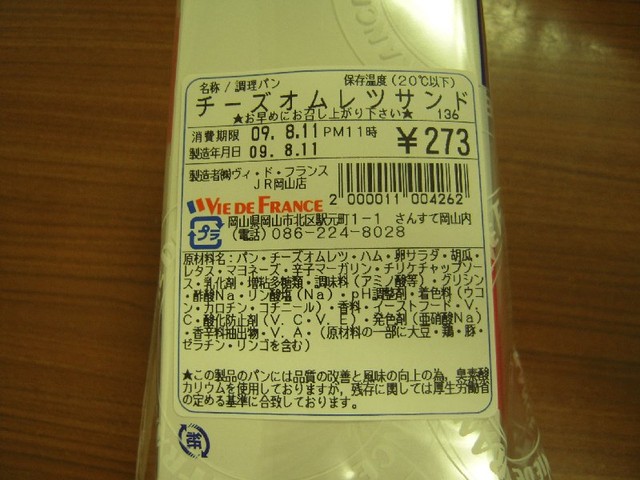 名称/調理パン 保存温度(20℃以下)
チーズオムレツサンド
★お早めにお召し上がり下さい★ 136
消費期限 09. 8.11 PM11時
製造年月日 09. 8.11 ¥273
製造者㈱ヴィ・ド・フランス
JR岡山店
2 000011 004262
VIE DE FRANCE
プラ
岡山県岡山市北区駅元町1-1 さんすて岡山内
(電話)086-224-8028
原材料名:パン・チーズオムレツ・ハム・卵サラダ・胡瓜・
レタス・マヨネーズ・辛子マーガリン・チリケチャップソー
ス・乳化剤・増粘多糖類・調味料(アミノ酸等)・グリシン
・酢酸Na・リン酸塩(Na)・pH調整剤・着色料(ウコ
ン・カロチン・コチニール)・香料・イーストフード・V.
C・酸化防止剤(V.C・V.E)・発色剤(亜硝酸Na)
・香辛料抽出物・V.A・(原材料の一部に大豆・鶏・豚・
ゼラチン・リンゴを含む)
★この製品のパンには品質の改善と風味の向上の為、臭素酸
カリウムを使用しておりますが、残存に関しては厚生労働省
の定める基準に合致しております。